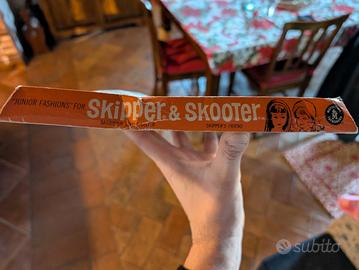 "JUNIOR FASHIONS" FOR SKipper & SKOOTER
SKIPPER'S FRIEND
subito